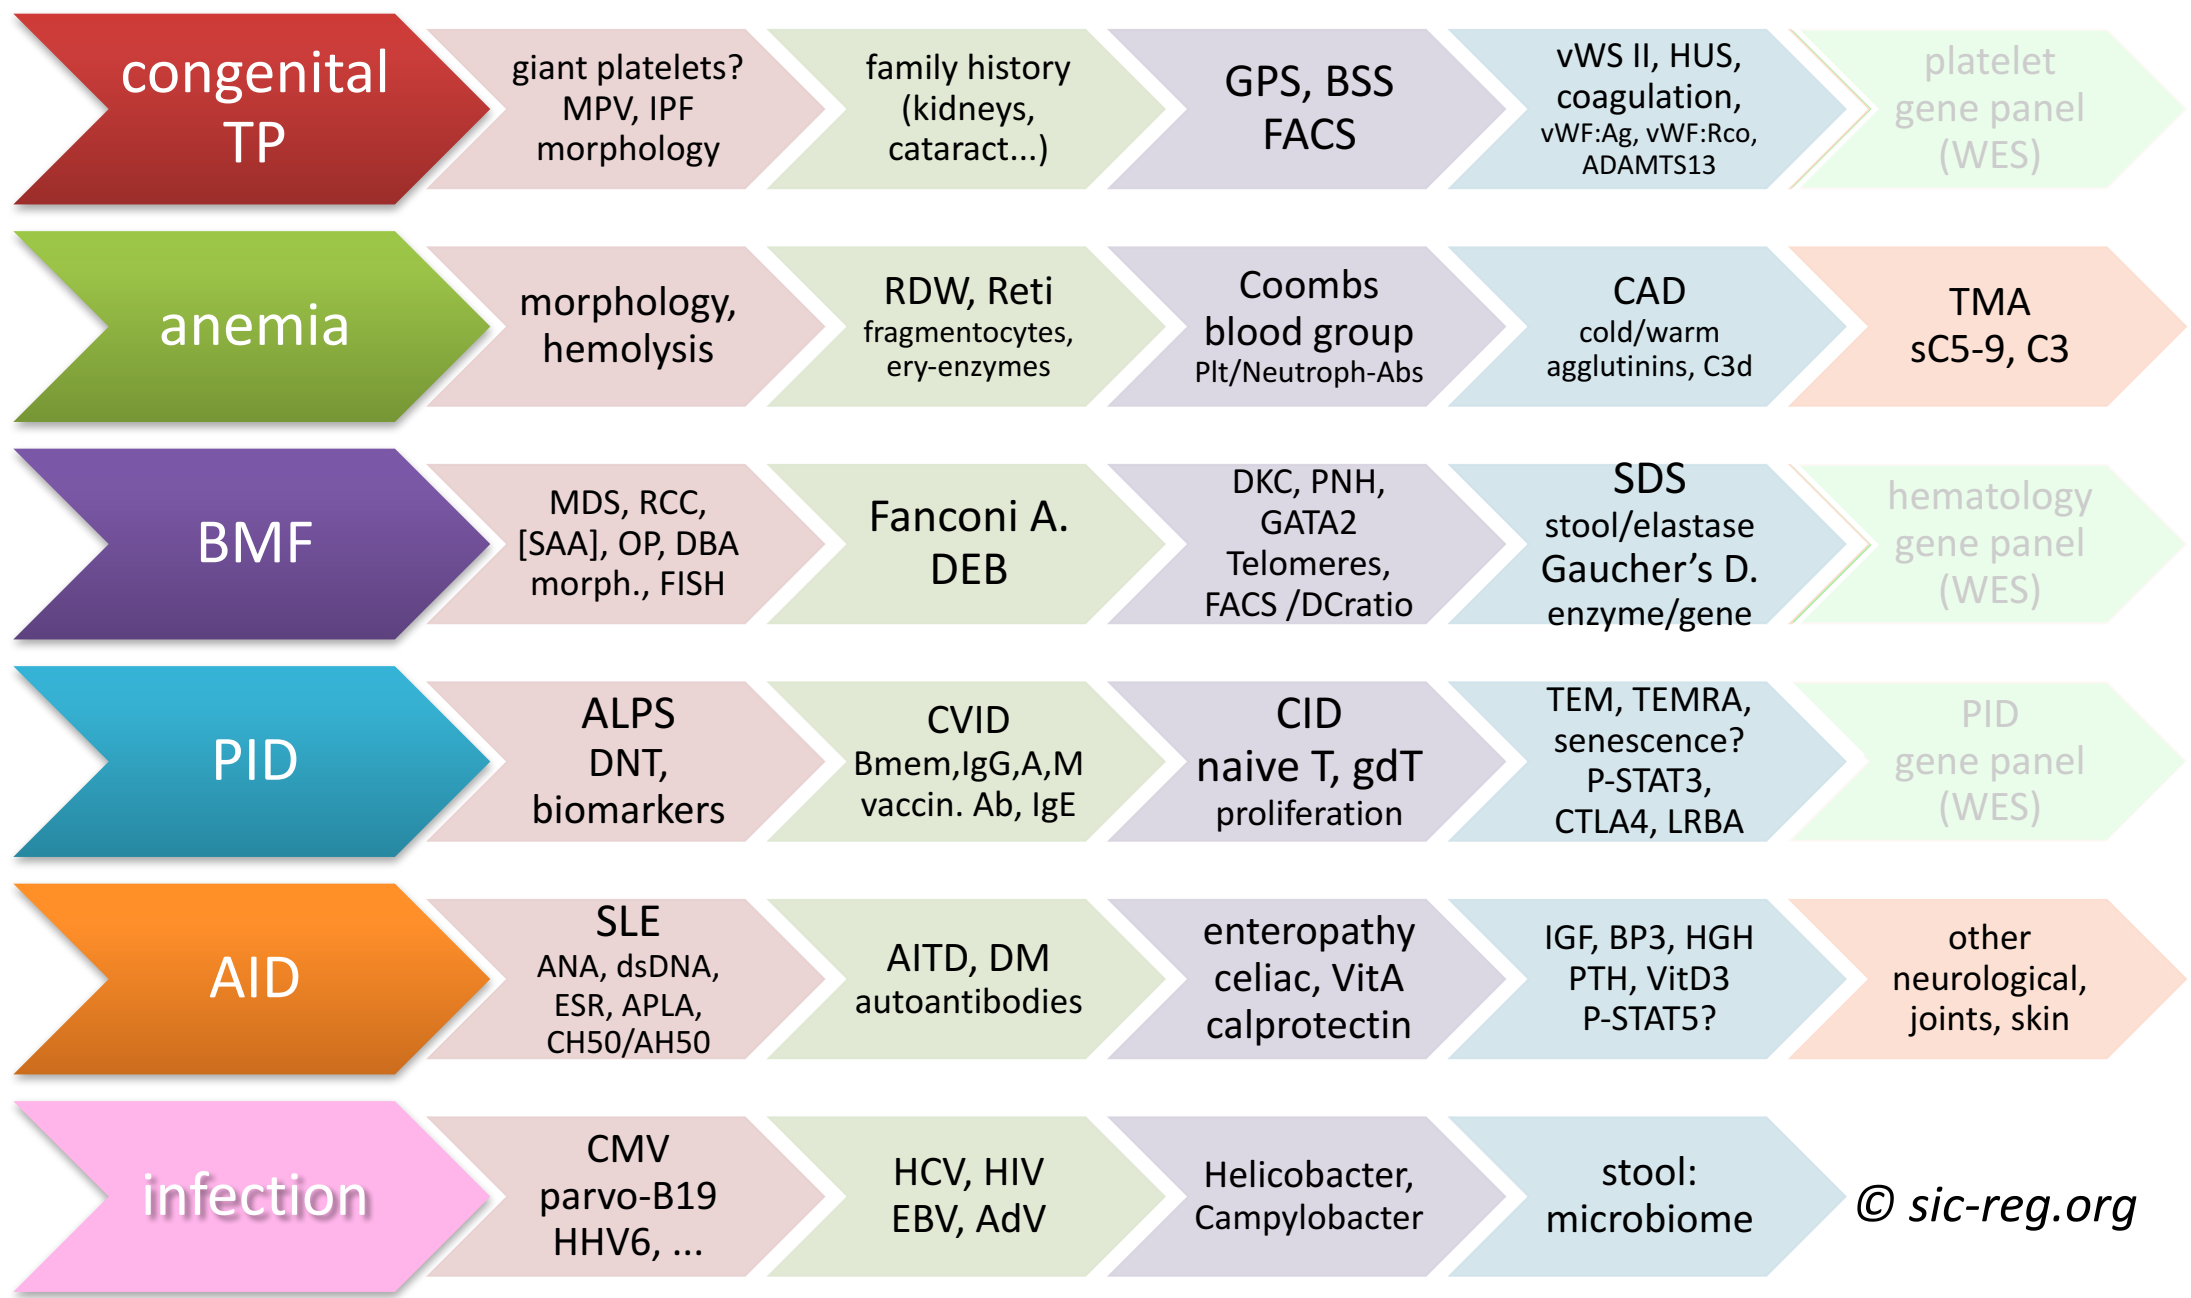 congenital
TP
giant platelets?
MPV, IPF
morphology
family history
(kidneys,
cataract...)
GPS, BSS
FACS
vWS II, HUS,
coagulation,
vWF:Ag, vWF:Rco,
ADAMTS13
platelet
gene panel
(WES)
anemia
morphology,
hemolysis
RDW, Reti
fragmentocytes,
ery-enzymes
Coombs
blood group
Plt/Neutroph-Abs
CAD
cold/warm
agglutinins, C3d
TMA
sC5-9, C3
BMF
MDS, RCC,
[SAA], OP, DBA
morph., FISH
Fanconi A.
DEB
DKC, PNH,
GATA2
Telomeres,
FACS /DCratio
SDS
stool/elastase
Gaucher’s D.
enzyme/gene
hematology
gene panel
(WES)
PID
ALPS
DNT,
biomarkers
CVID
Bmem,IgG,A,M
vaccin. Ab, IgE
CID
naive T, gdT
proliferation
TEM, TEMRA,
senescence?
P-STAT3,
CTLA4, LRBA
PID
gene panel
(WES)
AID
SLE
ANA, dsDNA,
ESR, APLA,
CH50/AH50
AITD, DM
autoantibodies
enteropathy
celiac, VitA
calprotectin
IGF, BP3, HGH
PTH, VitD3
P-STAT5?
other
neurological,
joints, skin
infection
CMV
parvo-B19
HHV6, ...
HCV, HIV
EBV, AdV
Helicobacter,
Campylobacter
stool:
microbiome
© sic-reg.org